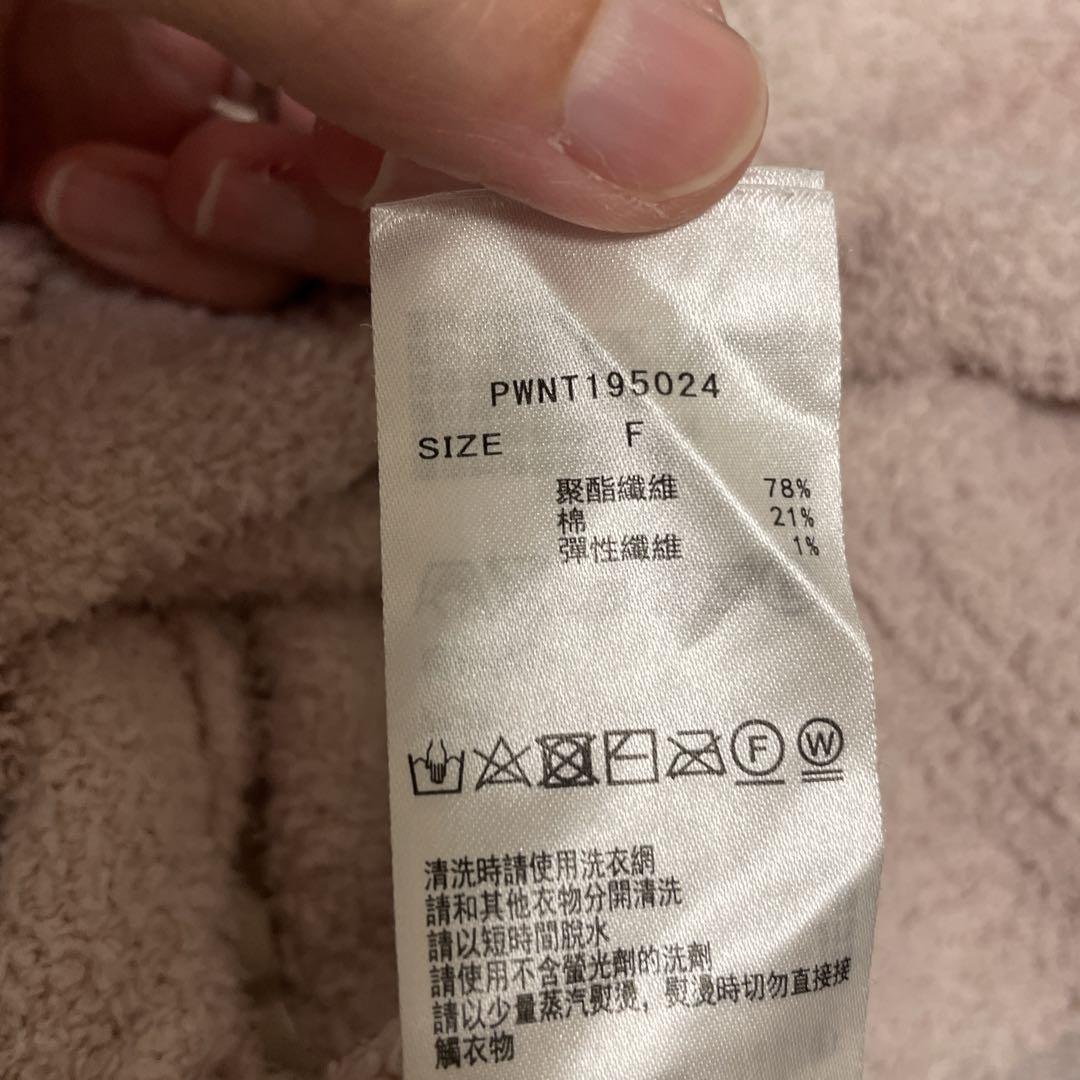 PWNT195024
SIZE F
聚酯纖維 78%
棉 21%
彈性纖維 1%
F W
清洗時請使用洗衣網
請和其他衣物分開清洗
請以短時間脫水
請使用不含螢光劑的洗劑
請以少量蒸汽熨燙，熨燙時切勿直接接
觸衣物